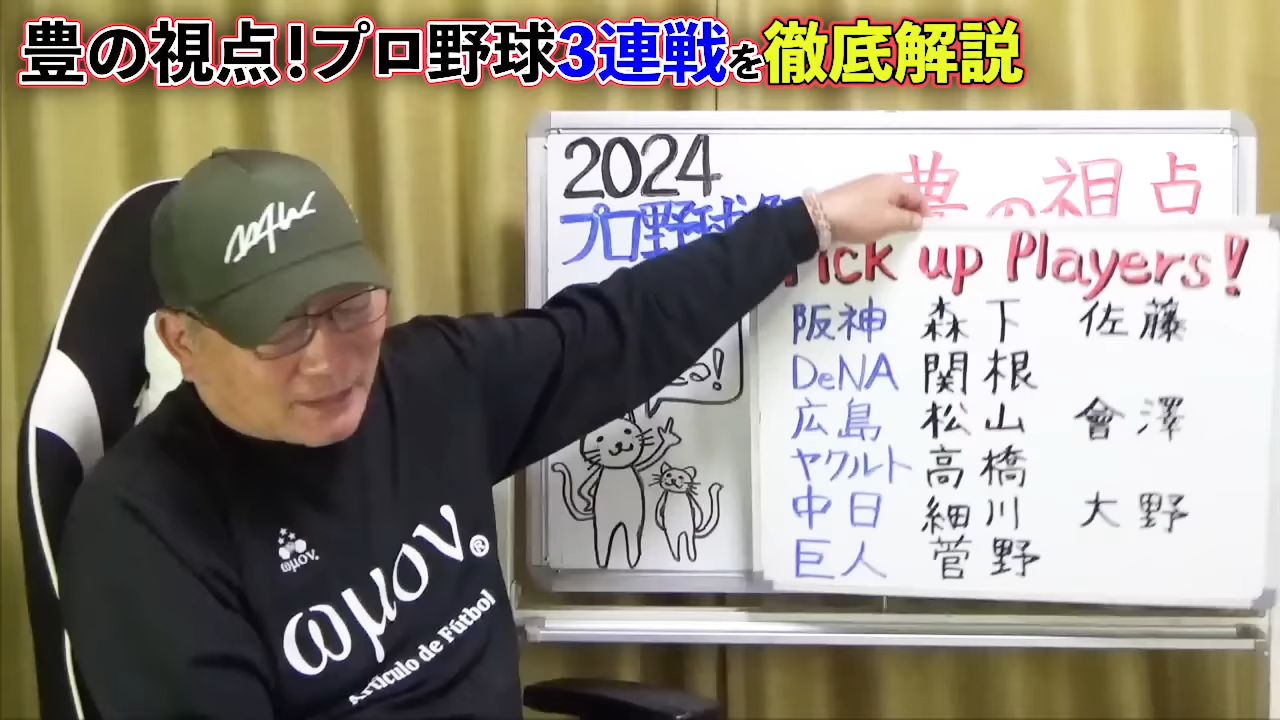 豊の視点!プロ野球3連戦を徹底解説
2024
豊の視点
プロ野球
Pick up Players!
阪神 森下 佐藤
DeNA 関根
広島 松山 會澤
ヤクルト 高橋
中日 細川 大野
巨人 菅野
ωμον.
ωμον.®
Artículo de Fútbol